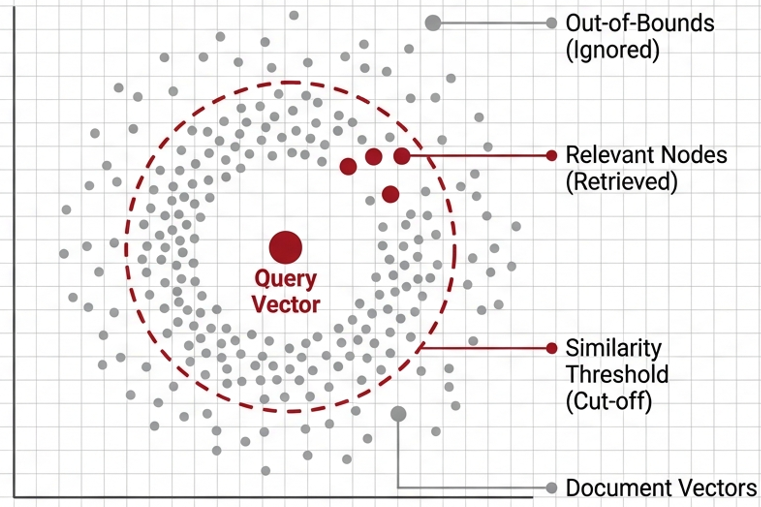 Out-of-Bounds
(Ignored)
Relevant Nodes
(Retrieved)
Query
Vector
Similarity
Threshold
(Cut-off)
Document Vectors